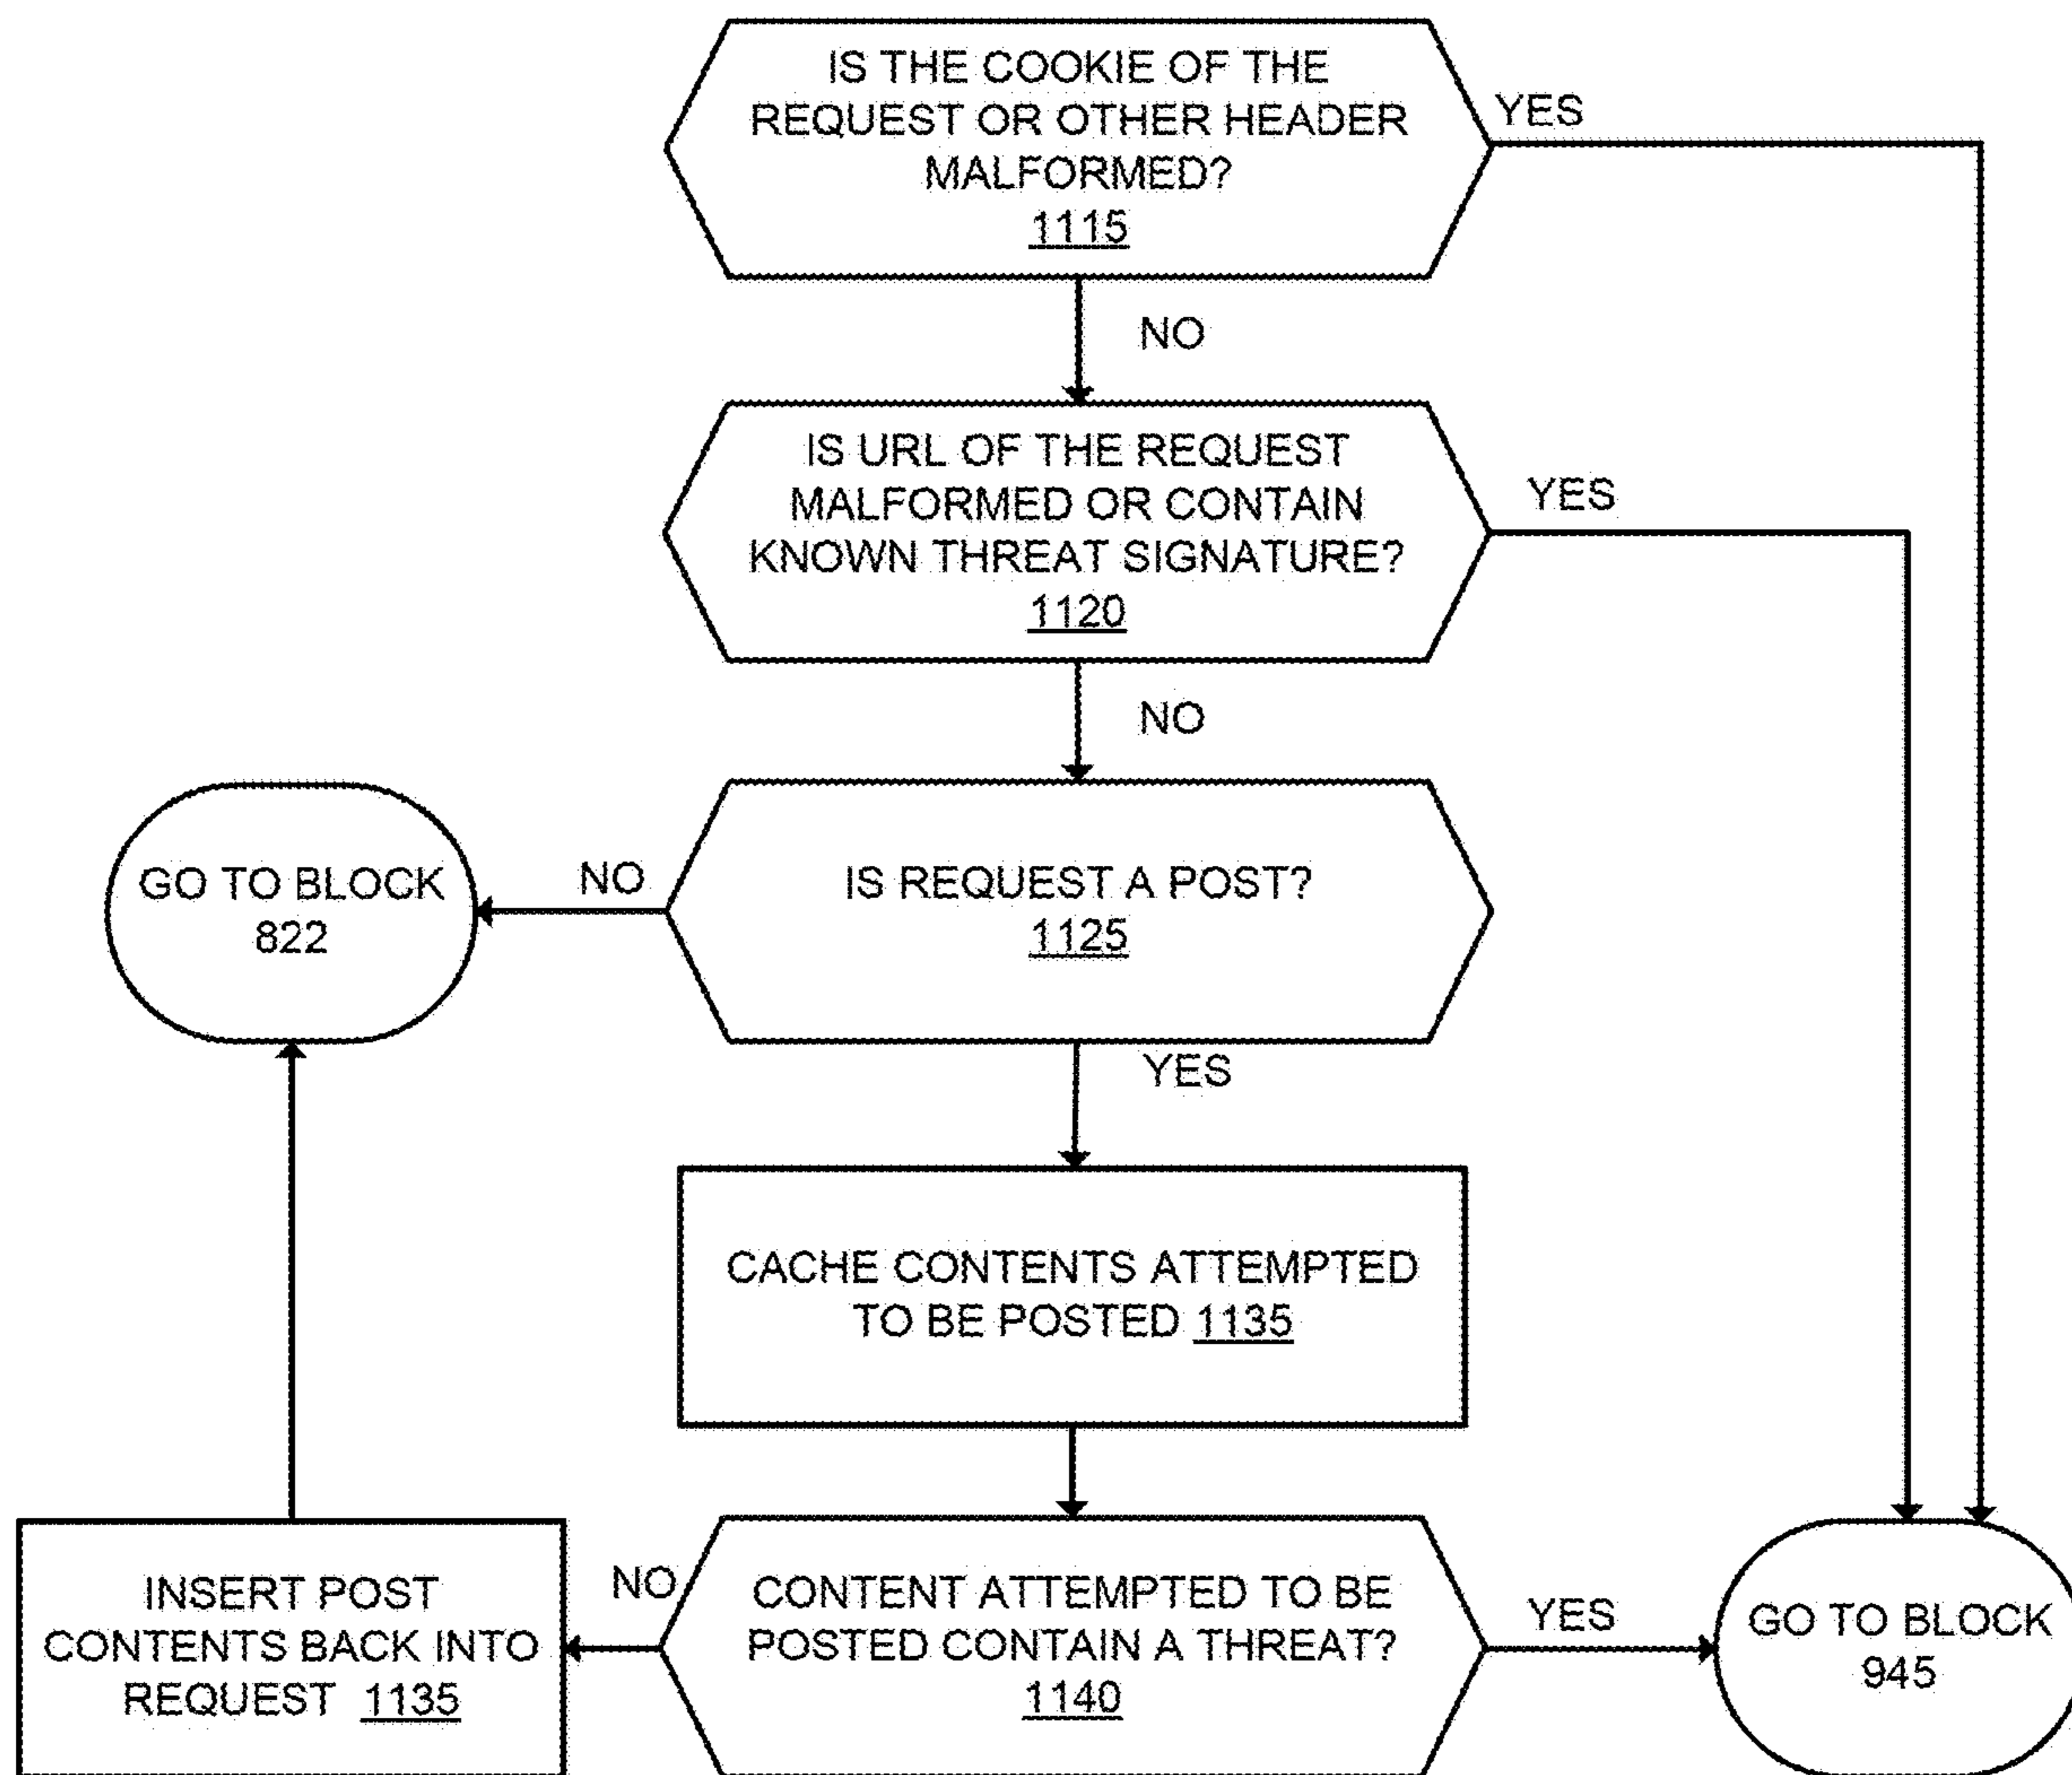 IS THE COOKIE OF THE
REQUEST OR OTHER HEADER
MALFORMED?
1115
YES
NO
IS URL OF THE REQUEST
MALFORMED OR CONTAIN
KNOWN THREAT SIGNATURE?
1120
YES
NO
IS REQUEST A POST?
1125
NO
GO TO BLOCK
822
YES
CACHE CONTENTS ATTEMPTED
TO BE POSTED 1135
CONTENT ATTEMPTED TO BE
POSTED CONTAIN A THREAT?
1140
NO
INSERT POST
CONTENTS BACK INTO
REQUEST 1135
YES
GO TO BLOCK
945